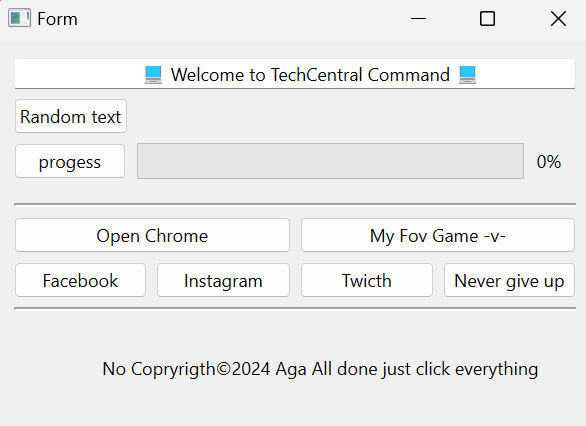 Form
💻 Welcome to TechCentral Command 💻
Random text
progess 0%
Open Chrome My Fov Game -v-
Facebook Instagram Twicth Never give up
No Copryrigth©2024 Aga All done just click everything